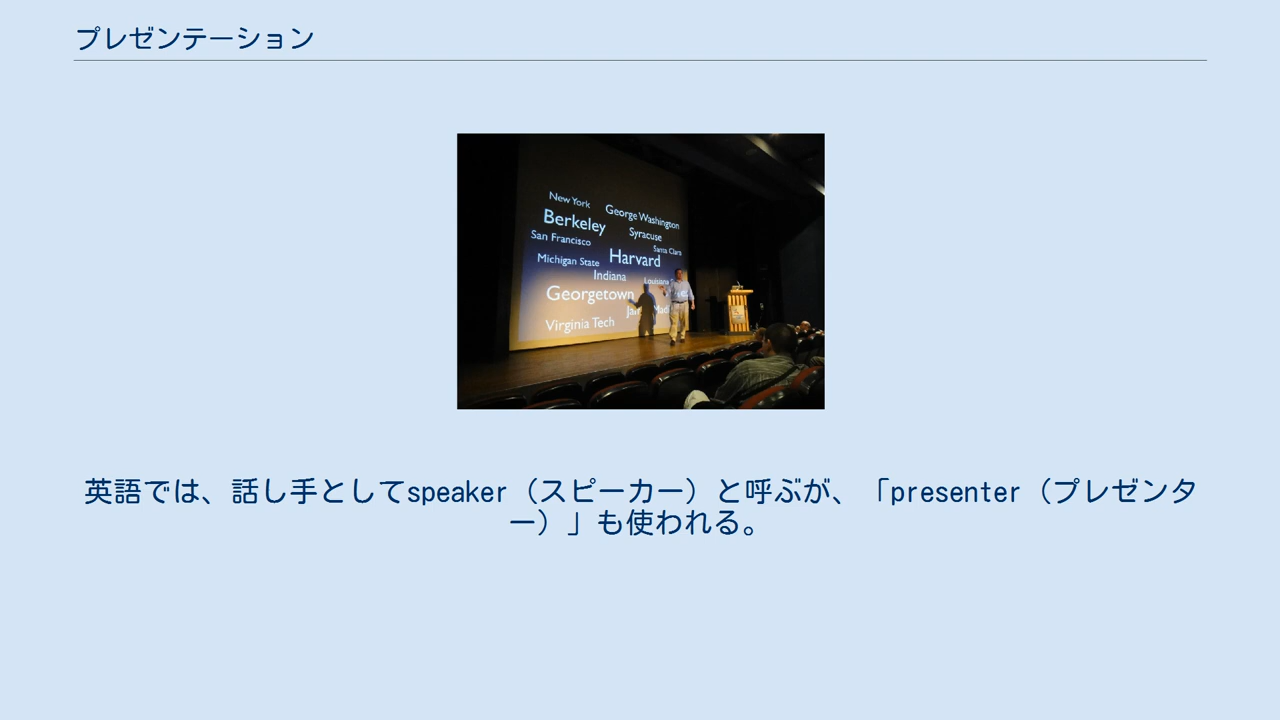 プレゼンテーション
New York
George Washington
Berkeley
Syracuse
San Francisco
Santa Clara
Harvard
Michigan State
Indiana
Georgetown
Virginia Tech
英語では、話し手としてspeaker（スピーカー）と呼ぶが、「presenter（プレゼンタ
ー）」も使われる。